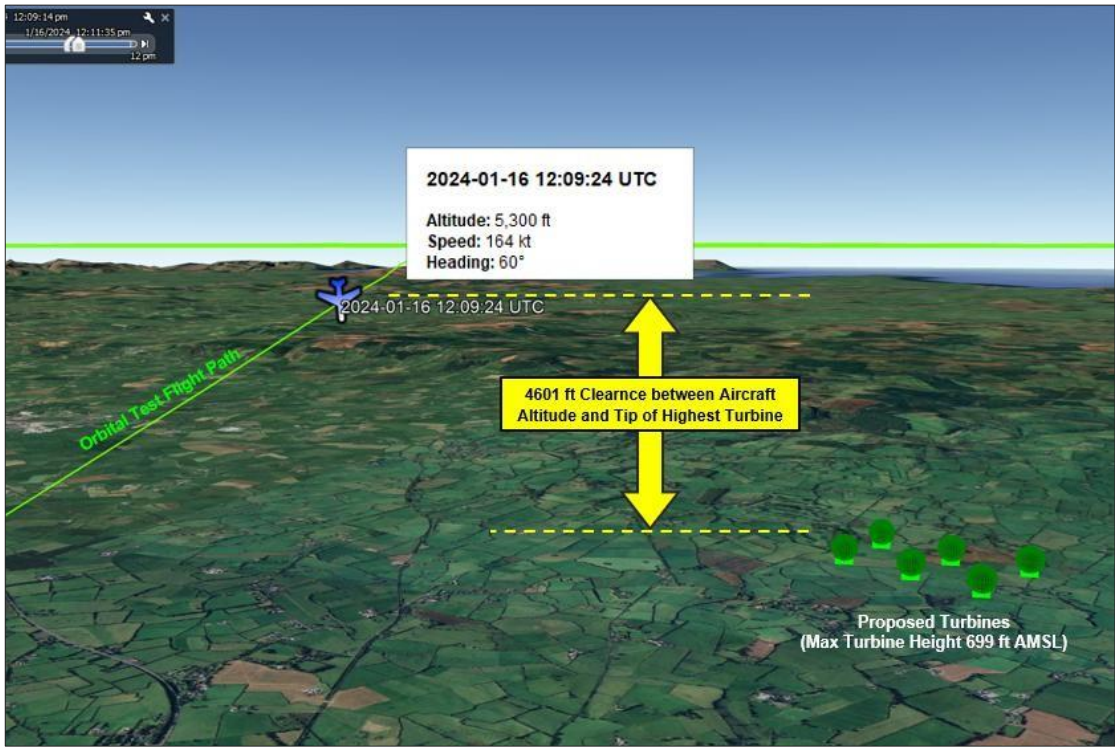 12:09:14 pm
1/16/2024 12:11:35 pm
12 pm
2024-01-16 12:09:24 UTC
Altitude: 5,300 ft
Speed: 164 kt
Heading: 60°
2024-01-16 12:09:24 UTC
Orbital Test Flight Path
4601 ft Clearnce between Aircraft
Altitude and Tip of Highest Turbine
Proposed Turbines
(Max Turbine Height 699 ft AMSL)